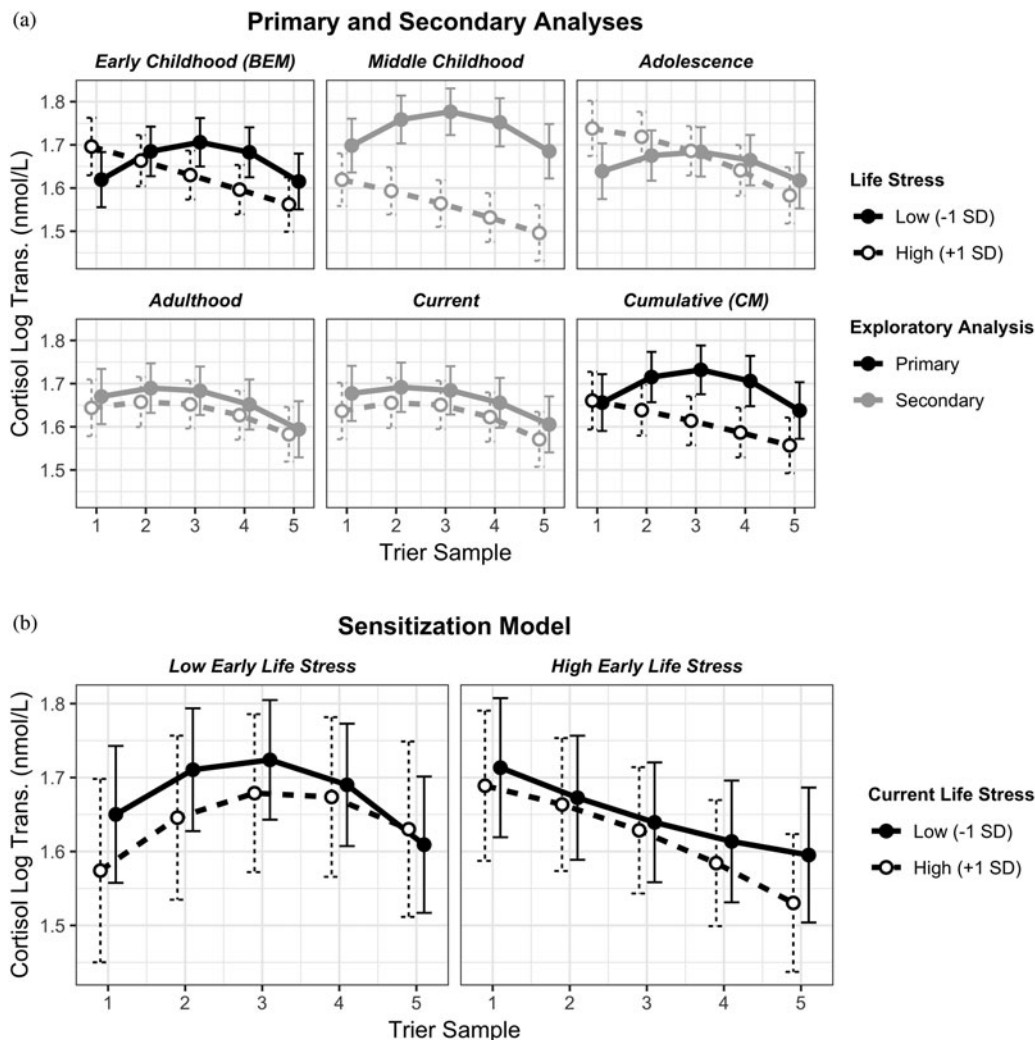 (a)
Primary and Secondary Analyses
Early Childhood (BEM) Middle Childhood Adolescence
1.8
1.7
1.6
1.5
Adulthood Current Cumulative (CM)
1.8
1.7
1.6
1.5
1 2 3 4 5 1 2 3 4 5 1 2 3 4 5
Trier Sample
Cortisol Log Trans. (nmol/L)
Life Stress
Low (-1 SD)
High (+1 SD)
Exploratory Analysis
Primary
Secondary
(b)
Sensitization Model
Low Early Life Stress High Early Life Stress
1.8
1.7
1.6
1.5
1 2 3 4 5 1 2 3 4 5
Trier Sample
Cortisol Log Trans. (nmol/L)
Current Life Stress
Low (-1 SD)
High (+1 SD)